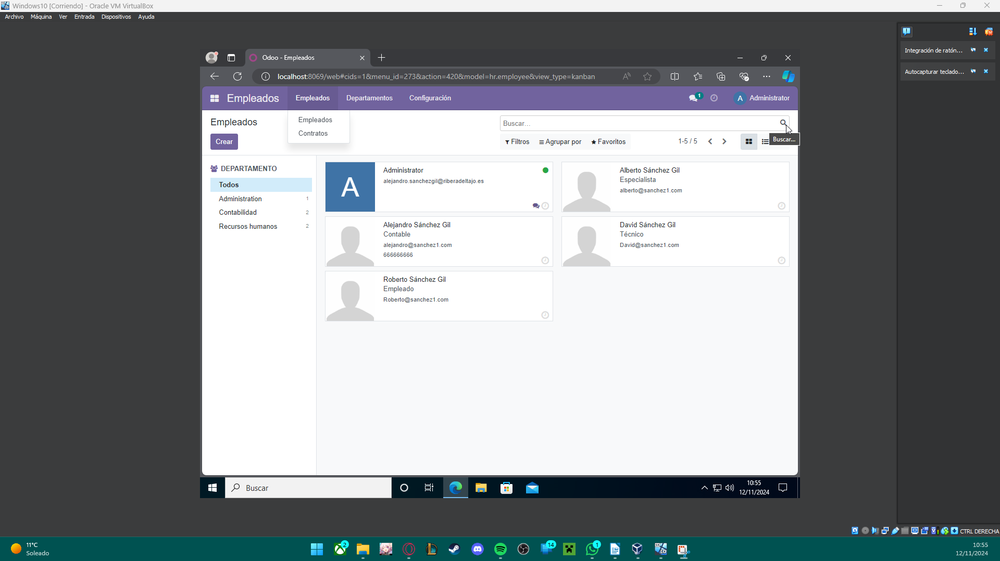 Windows10 [Corriendo] - Oracle VM VirtualBox
Archivo Máquina Ver Entrada Dispositivos Ayuda
Integración de ratón...
Autocapturar teclado...
Odoo - Empleados
localhost:8069/web#cids=1&menu_id=273&action=420&model=hr.employee&view_type=kanban
Empleados Empleados Departamentos Configuración 1 A Administrator
Empleados
Empleados
Contratos
Buscar...
Crear
Filtros Agrupar por Favoritos 1-5 / 5
Buscar...
DEPARTAMENTO
Todos
Administration 1
Contabilidad 2
Recursos humanos 2
A
Administrator
alejandro.sanchezgil@riberadeltajo.es
Alberto Sánchez Gil
Especialista
alberto@sanchez1.com
Alejandro Sánchez Gil
Contable
alejandro@sanchez1.com
666666666
David Sánchez Gil
Técnico
David@sanchez1.com
Roberto Sánchez Gil
Empleado
Roberto@sanchez1.com
Buscar
10:55
12/11/2024
CTRL DERECHA
11°C
Soleado
2
14
1
10:55
12/11/2024